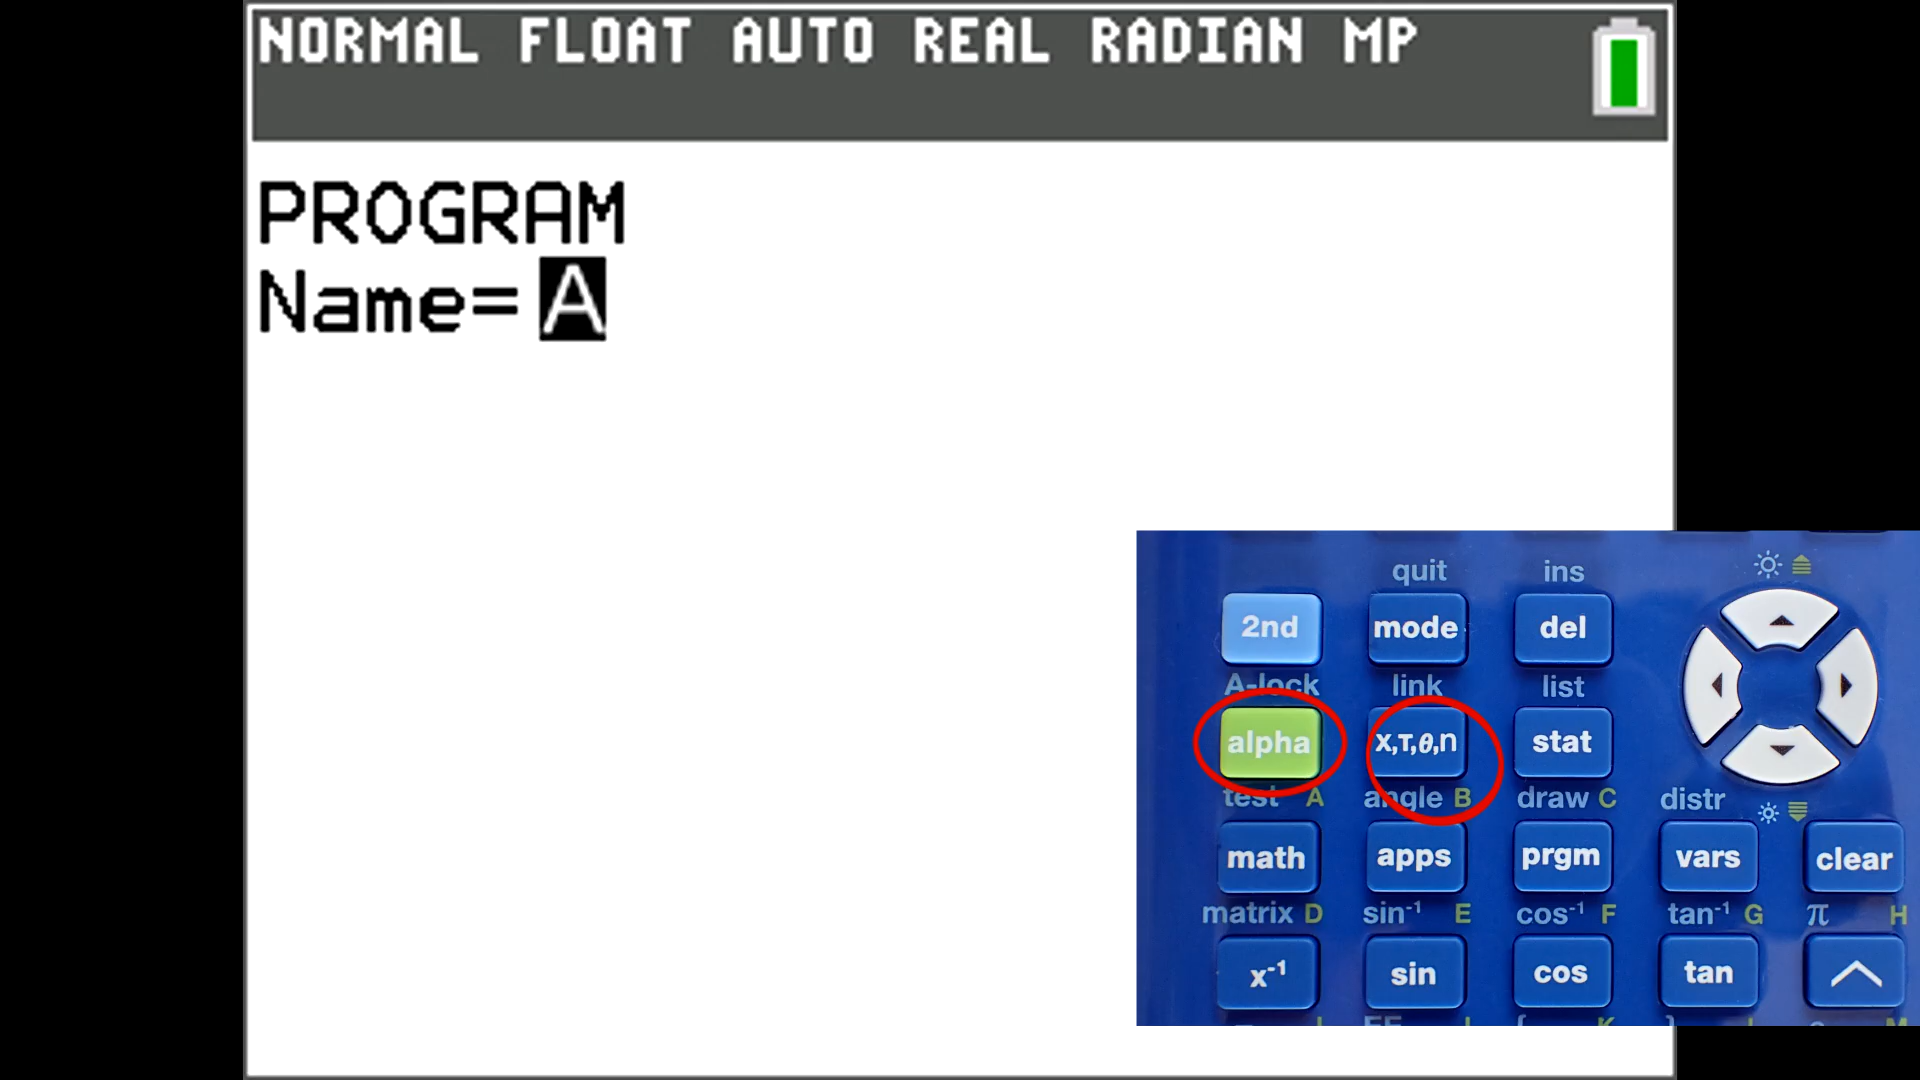 NORMAL FLOAT AUTO REAL RADIAN MP
PROGRAM
Name=A
quit ins
2nd mode del
A-lock link list
alpha X,T,θ,n stat
test A angle B draw C distr
math apps prgm vars clear
matrix D sin⁻¹ E cos⁻¹ F tan⁻¹ G π H
x⁻¹ sin cos tan